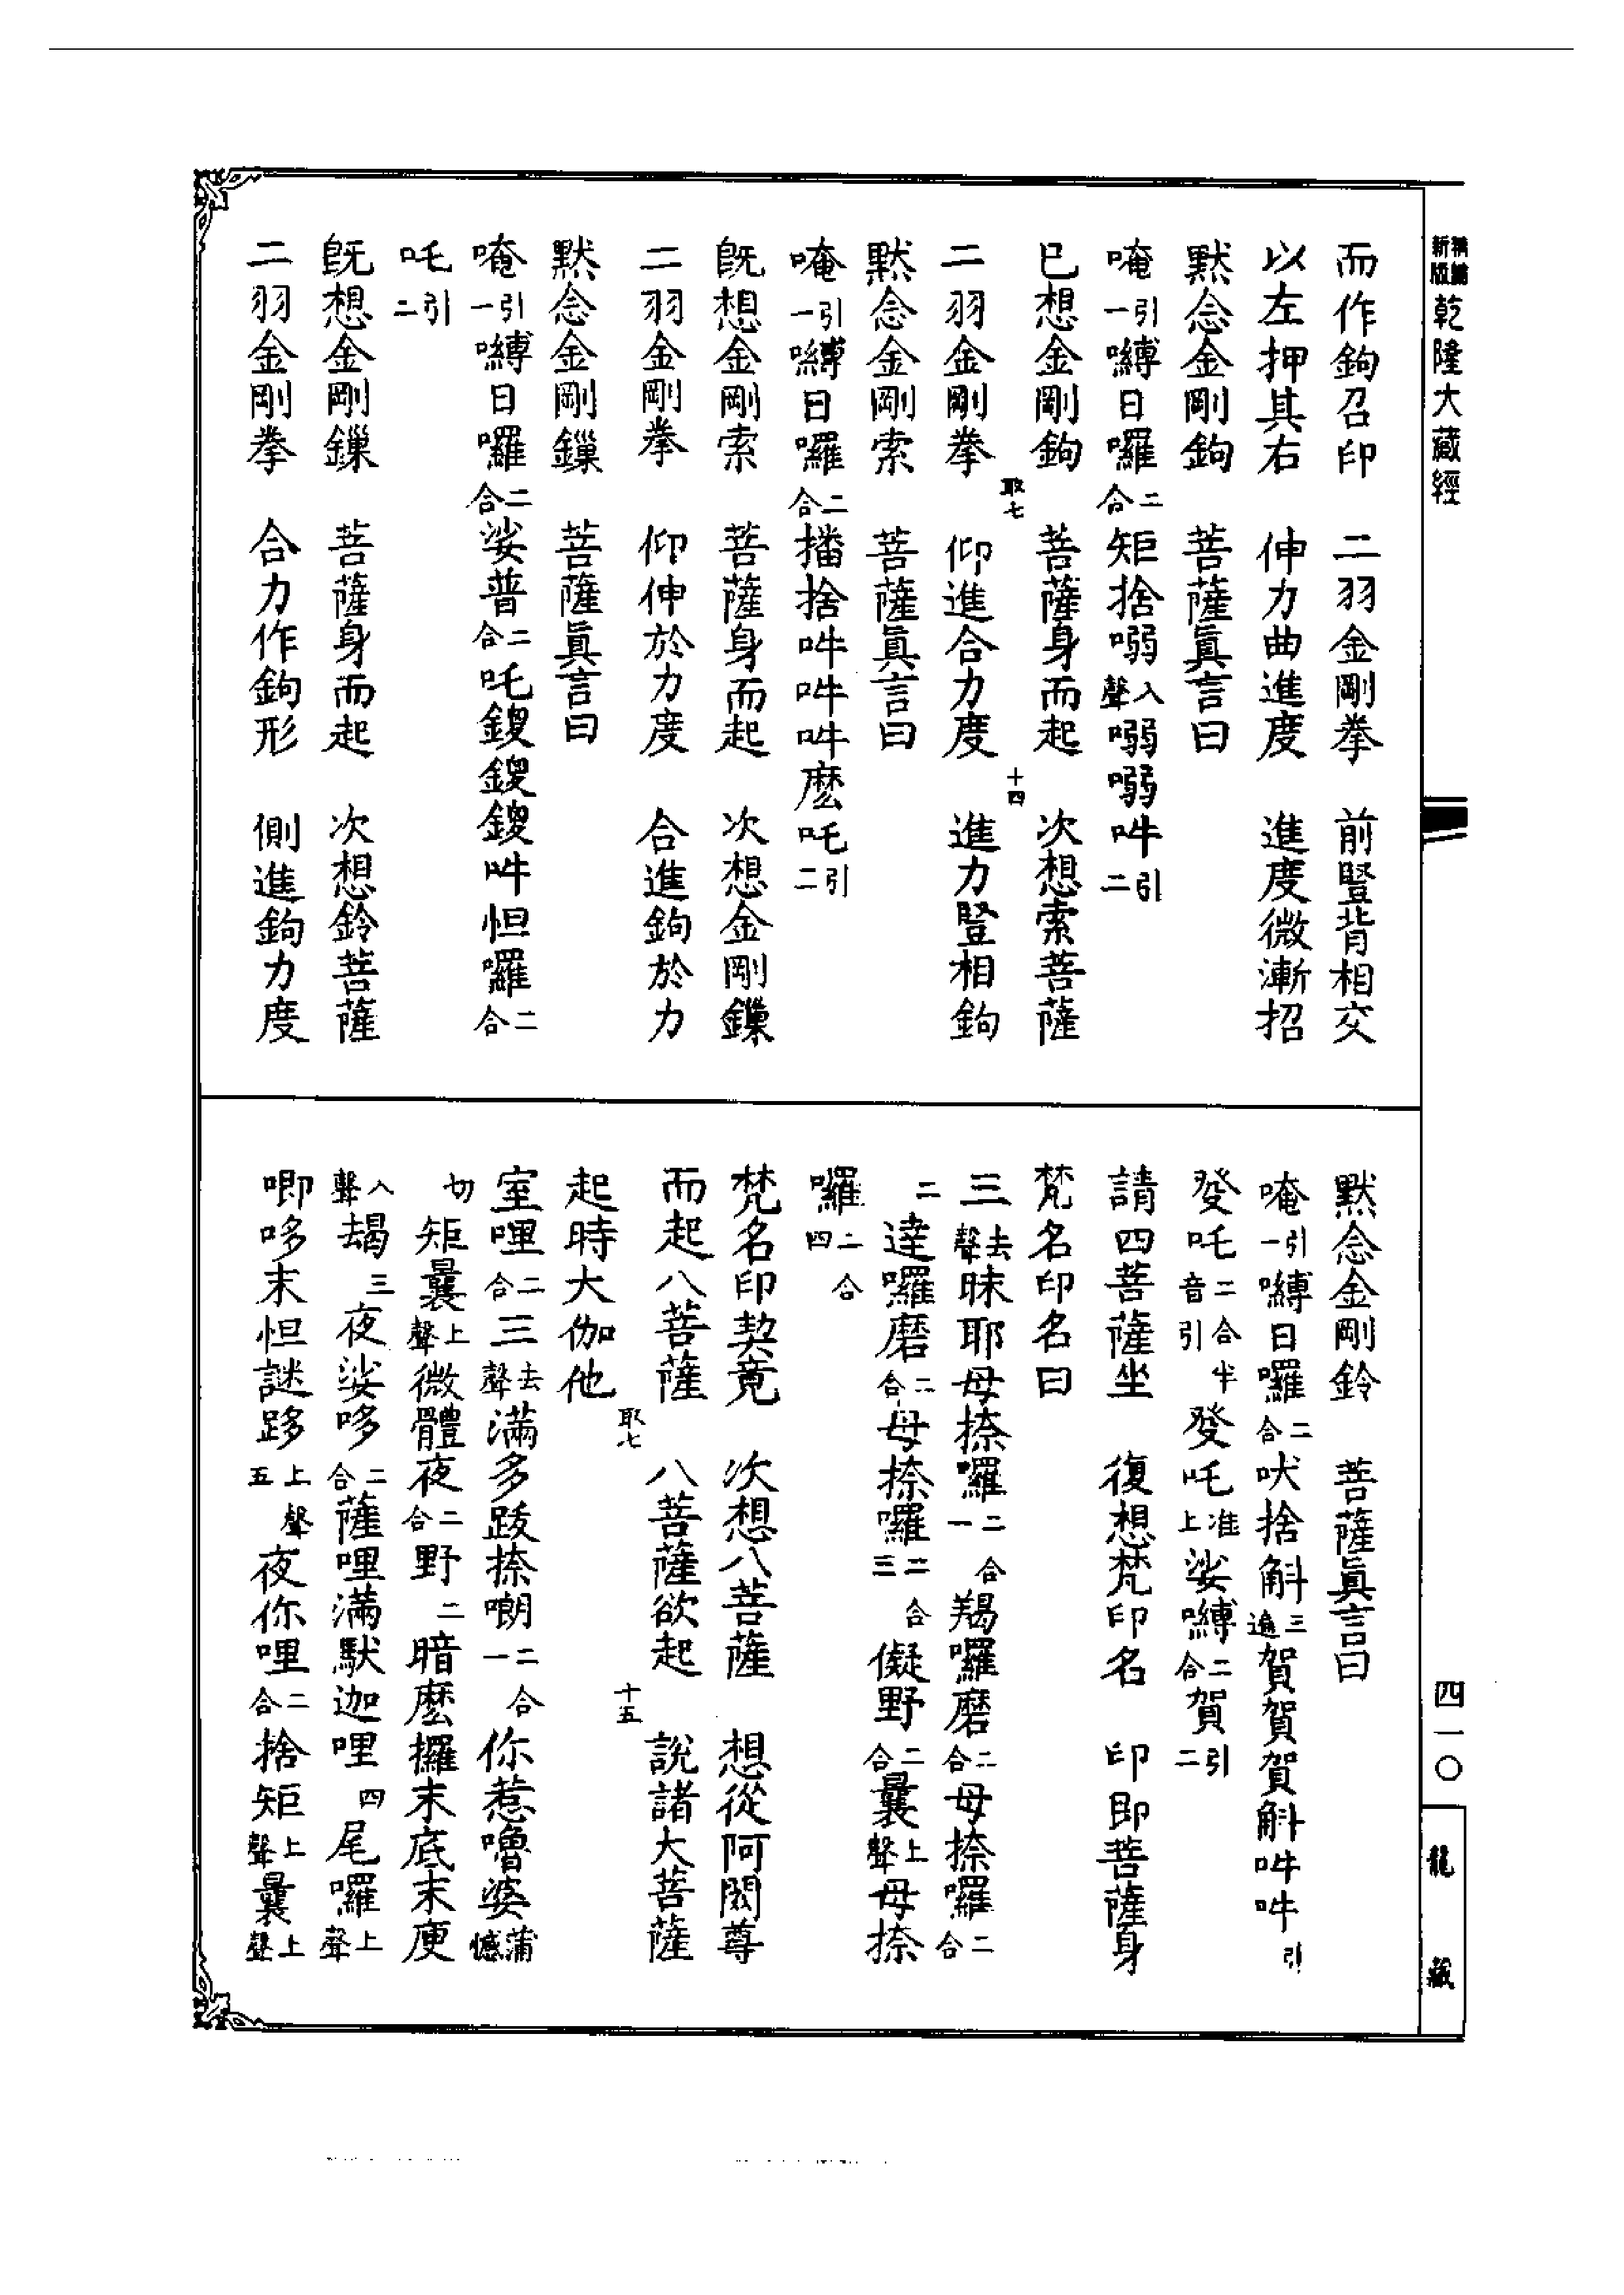 新版 精編 乾隆大藏經
而作鉤召印　二羽金剛拳　前豎背相交
以左押其右　伸力曲進度　進度微漸招
默念金剛鉤　菩薩眞言曰
唵引一嚩日囉二合矩捨嗍入聲嗍嗍吽引二
已想金剛鉤　菩薩身而起　次想索菩薩
取七　十四
二羽金剛拳　仰進合力度　進力豎相鉤
默念金剛索　菩薩眞言曰
唵引一嚩日囉二合播捨吽吽吽麼吒引二
旣想金剛索　菩薩身而起　次想金剛鏁
二羽金剛拳　仰伸於力度　合進鉤於力
默念金剛鏁　菩薩眞言曰
唵引一嚩日囉二合娑普二合吒鍐鍐鍐吽怛囉二合
吒引二
旣想金剛鏁　菩薩身而起　次想鈴菩薩
二羽金剛拳　合力作鉤形　側進鉤力度
默念金剛鈴　菩薩眞言曰
唵引一嚩日囉二合吠捨斛三遍賀賀賀斛吽吽引
發吒二合半音引發吒准上娑嚩二合賀引二
請四菩薩坐　復想梵印名　印即菩薩身
梵名印名曰
三去聲昧耶母捺囉二合一羯囉磨二合母捺囉二合
二達囉磨二合母捺囉二合三儗野二合曩上聲母捺
囉二合四
梵名印契竟　次想八菩薩　想從阿閦尊
而起八菩薩　八菩薩欲起　說諸大菩薩
取七　十五
起時大伽他
室哩二合三去聲滿多跋捺嘲二合一你惹嚕婆蒲憾
切矩曩上聲微體夜二合野二暗麼攞末底末庾
入聲朅三夜娑哆二合薩哩滿馱迦哩四尾囉上聲
唧哆末怛謎跢上聲五夜你哩二合捨矩上聲曩上聲
四一〇
龍藏